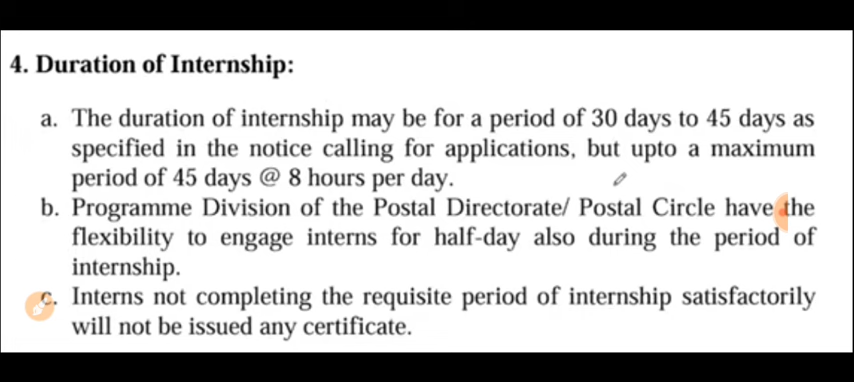 4. Duration of Internship:
a. The duration of internship may be for a period of 30 days to 45 days as
specified in the notice calling for applications, but upto a maximum
period of 45 days @ 8 hours per day.
b. Programme Division of the Postal Directorate/ Postal Circle have the
flexibility to engage interns for half-day also during the period of
internship.
c. Interns not completing the requisite period of internship satisfactorily
will not be issued any certificate.